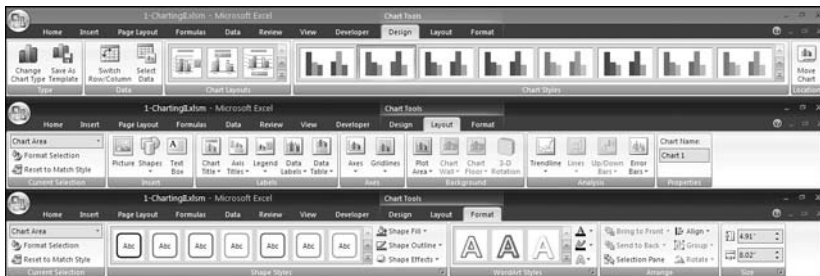 1-ChartingII.xlsm - Microsoft Excel Chart Tools
Home Insert Page Layout Formulas Data Review View Developer Design Layout Format
Change Chart Type Save As Template Switch Row/Column Select Data Move Chart
Type Data Chart Layouts Chart Styles Location
1-ChartingII.xlsm - Microsoft Excel Chart Tools
Home Insert Page Layout Formulas Data Review View Developer Design Layout Format
Chart Area Chart Name:
Format Selection Picture Shapes Text Box Chart Title Axis Titles Legend Data Labels Data Table Axes Gridlines Plot Area Chart Wall Chart Floor 3-D Rotation Trendline Lines Up/Down Bars Error Bars Chart 1
Reset to Match Style
Current Selection Insert Labels Axes Background Analysis Properties
1-ChartingII.xlsm - Microsoft Excel Chart Tools
Home Insert Page Layout Formulas Data Review View Developer Design Layout Format
Chart Area Shape Fill Bring to Front Align
Format Selection Abc Abc Abc Abc Abc Abc Abc Shape Outline A A A A Send to Back Group 4.91"
Reset to Match Style Shape Effects Selection Pane Rotate 8.02"
Current Selection Shape Styles WordArt Styles Arrange Size